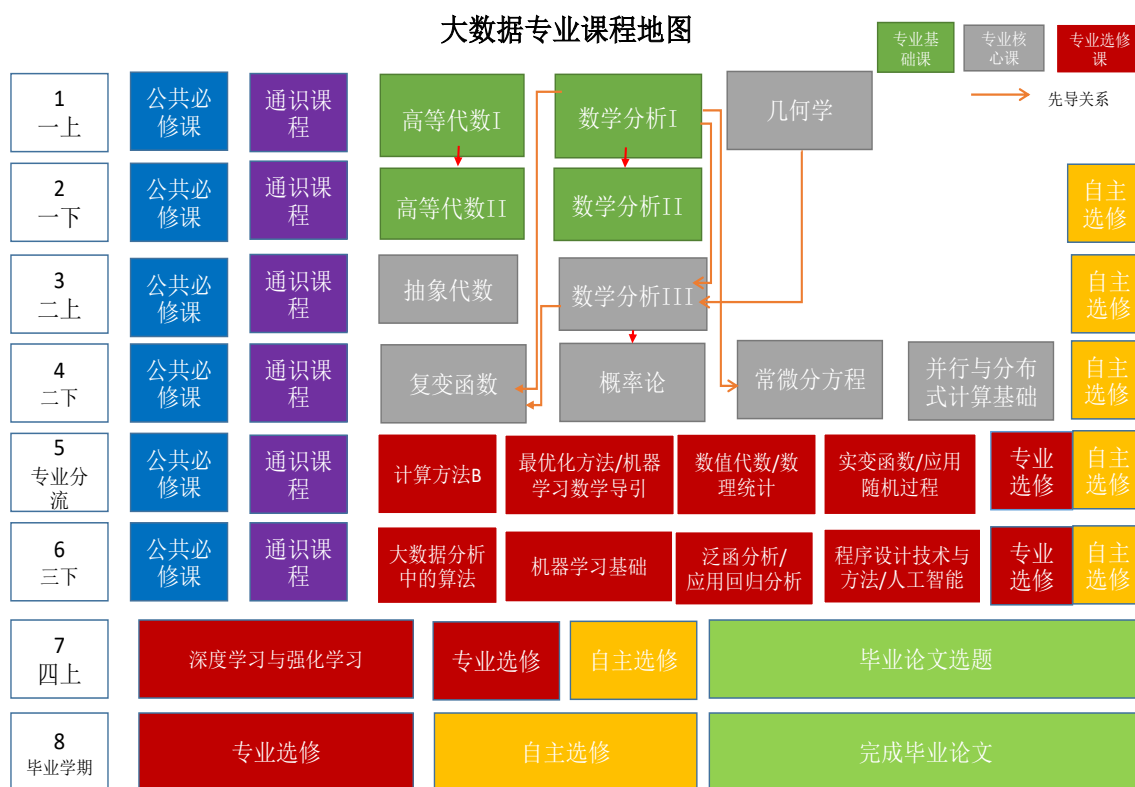 大数据专业课程地图
专业基
础课
专业核
心课
专业选修
课
先导关系
1
一上
公共必
修课
通识课
程
高等代数I
数学分析I
几何学
2
一下
公共必
修课
通识课
程
高等代数II
数学分析II
自主
选修
3
二上
公共必
修课
通识课
程
抽象代数
数学分析III
自主
选修
4
二下
公共必
修课
通识课
程
复变函数
概率论
常微分方程
并行与分布
式计算基础
自主
选修
5
专业分
流
公共必
修课
通识课
程
计算方法B
最优化方法/机器
学习数学导引
数值代数/数
理统计
实变函数/应用
随机过程
专业
选修
自主
选修
6
三下
公共必
修课
通识课
程
大数据分析
中的算法
机器学习基础
泛函分析/
应用回归分析
程序设计技术与
方法/人工智能
专业
选修
自主
选修
7
四上
深度学习与强化学习
专业选修
自主选修
毕业论文选题
8
毕业学期
专业选修
自主选修
完成毕业论文